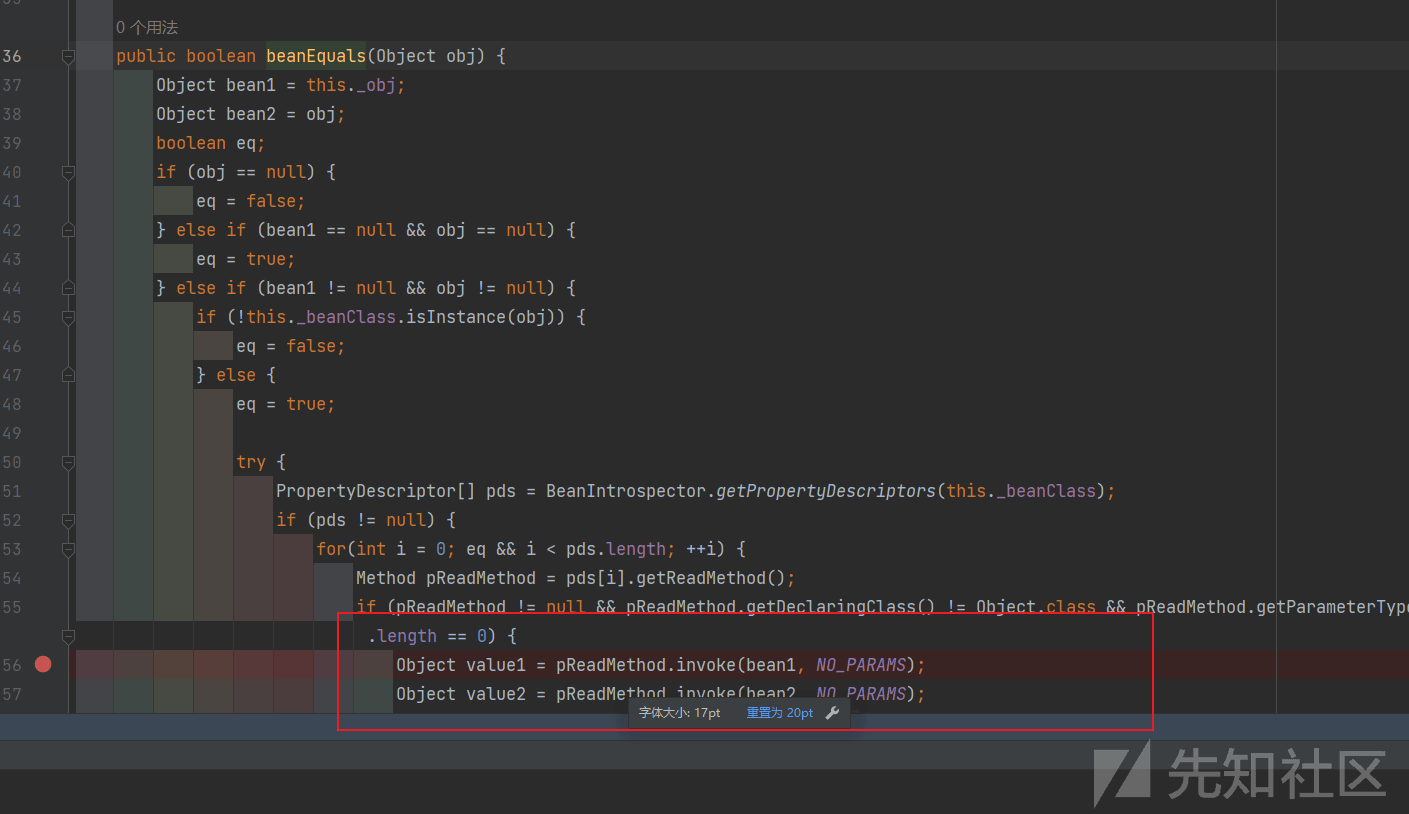 35
0 个用法
36 public boolean beanEquals(Object obj) {
37 Object bean1 = this._obj;
38 Object bean2 = obj;
39 boolean eq;
40 if (obj == null) {
41 eq = false;
42 } else if (bean1 == null && obj == null) {
43 eq = true;
44 } else if (bean1 != null && obj != null) {
45 if (!this._beanClass.isInstance(obj)) {
46 eq = false;
47 } else {
48 eq = true;
49
50 try {
51 PropertyDescriptor[] pds = BeanIntrospector.getPropertyDescriptors(this._beanClass);
52 if (pds != null) {
53 for(int i = 0; eq && i < pds.length; ++i) {
54 Method pReadMethod = pds[i].getReadMethod();
55 if (pReadMethod != null && pReadMethod.getDeclaringClass() != Object.class && pReadMethod.getParameterType
.length == 0) {
56 Object value1 = pReadMethod.invoke(bean1, NO_PARAMS);
57 Object value2 = pReadMethod.invoke(bean2, NO_PARAMS);
字体大小: 17pt 重置为 20pt
先知社区